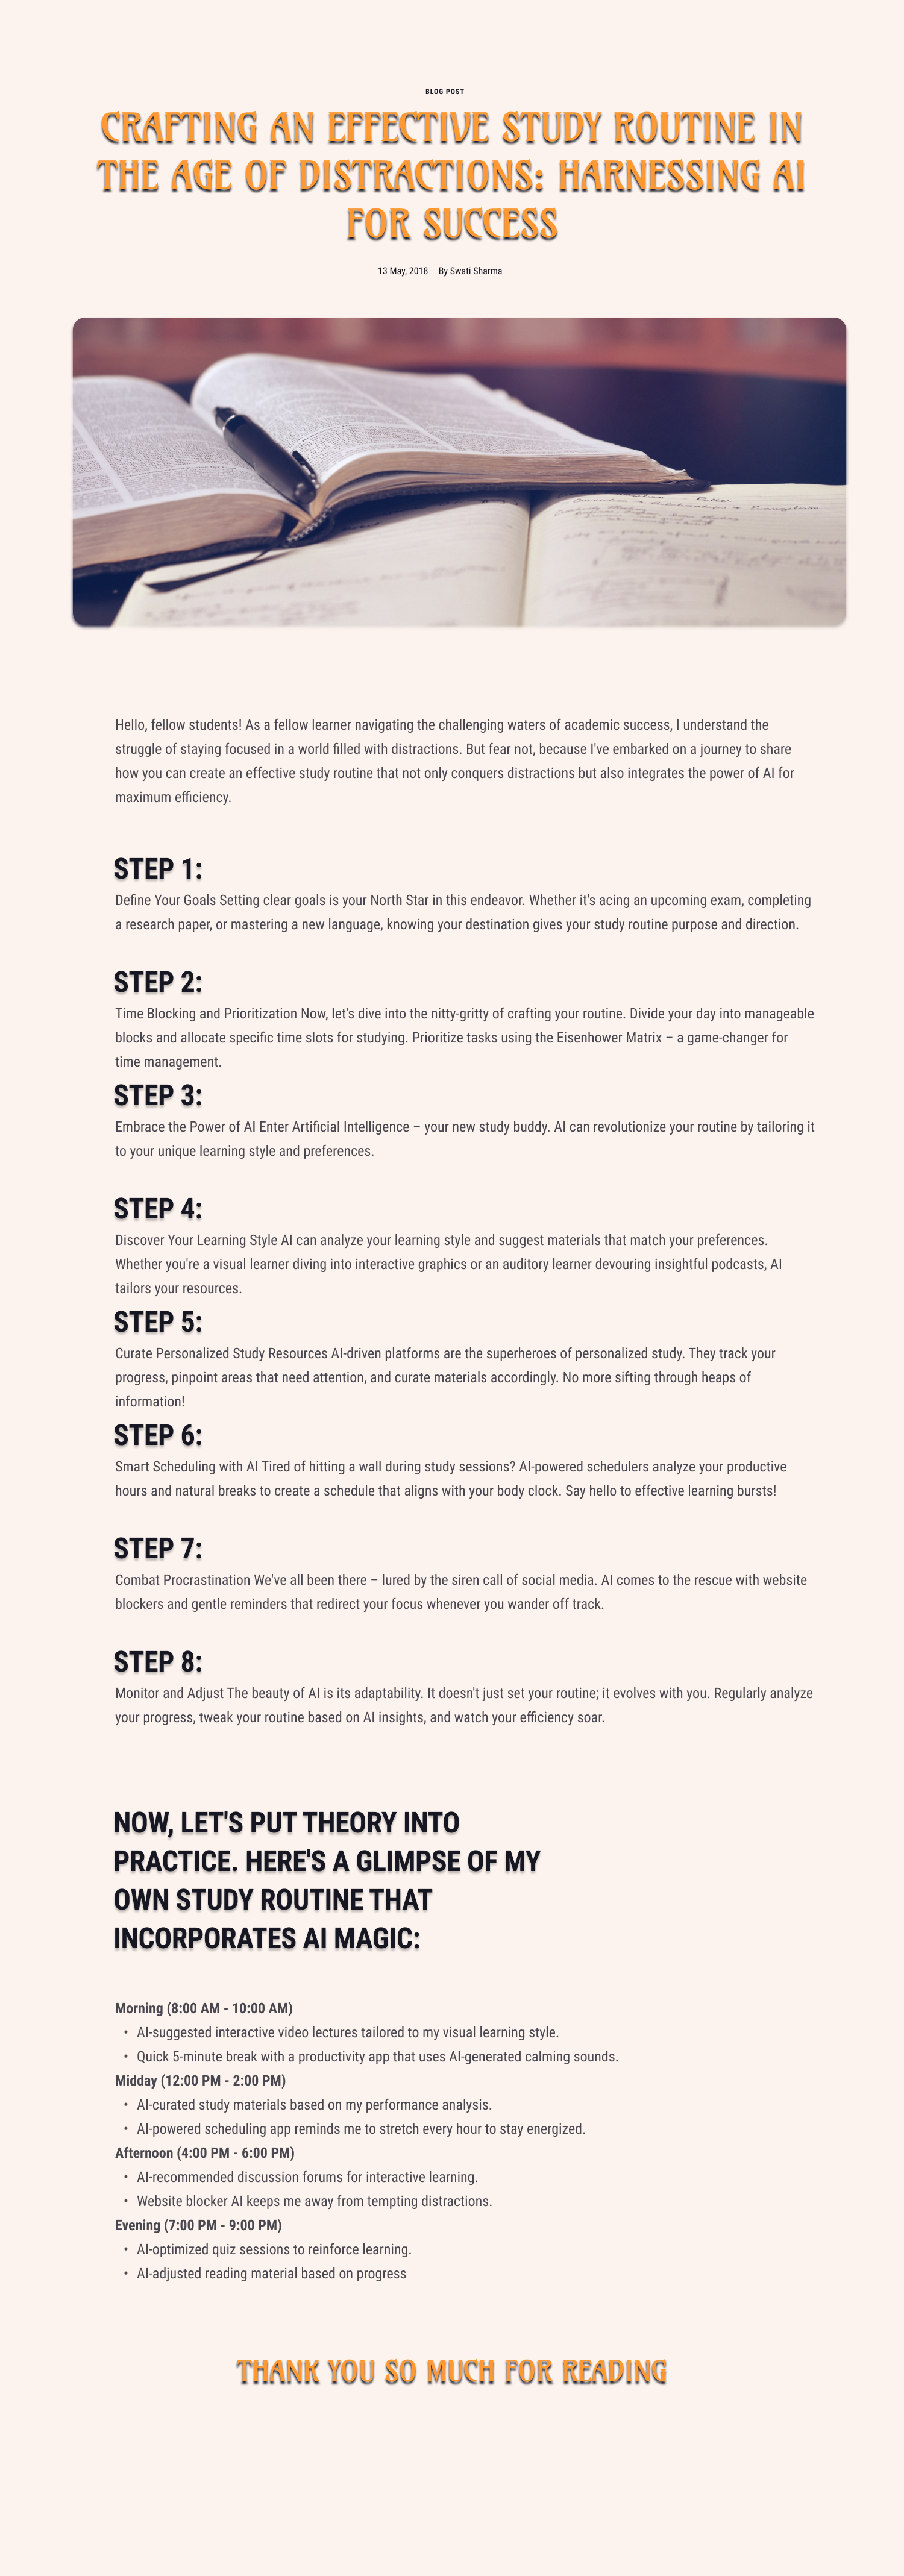 BLOG POST
CRAFTING AN EFFECTIVE STUDY ROUTINE IN
THE AGE OF DISTRACTIONS: HARNESSING AI
FOR SUCCESS
13 May, 2018 By Swati Sharma
Hello, fellow students! As a fellow learner navigating the challenging waters of academic success, I understand the
struggle of staying focused in a world filled with distractions. But fear not, because I've embarked on a journey to share
how you can create an effective study routine that not only conquers distractions but also integrates the power of AI for
maximum efficiency.
STEP 1:
Define Your Goals Setting clear goals is your North Star in this endeavor. Whether it's acing an upcoming exam, completing
a research paper, or mastering a new language, knowing your destination gives your study routine purpose and direction.
STEP 2:
Time Blocking and Prioritization Now, let's dive into the nitty-gritty of crafting your routine. Divide your day into manageable
blocks and allocate specific time slots for studying. Prioritize tasks using the Eisenhower Matrix – a game-changer for
time management.
STEP 3:
Embrace the Power of AI Enter Artificial Intelligence – your new study buddy. AI can revolutionize your routine by tailoring it
to your unique learning style and preferences.
STEP 4:
Discover Your Learning Style AI can analyze your learning style and suggest materials that match your preferences.
Whether you're a visual learner diving into interactive graphics or an auditory learner devouring insightful podcasts, AI
tailors your resources.
STEP 5:
Curate Personalized Study Resources AI-driven platforms are the superheroes of personalized study. They track your
progress, pinpoint areas that need attention, and curate materials accordingly. No more sifting through heaps of
information!
STEP 6:
Smart Scheduling with AI Tired of hitting a wall during study sessions? AI-powered schedulers analyze your productive
hours and natural breaks to create a schedule that aligns with your body clock. Say hello to effective learning bursts!
STEP 7:
Combat Procrastination We've all been there – lured by the siren call of social media. AI comes to the rescue with website
blockers and gentle reminders that redirect your focus whenever you wander off track.
STEP 8:
Monitor and Adjust The beauty of AI is its adaptability. It doesn't just set your routine; it evolves with you. Regularly analyze
your progress, tweak your routine based on AI insights, and watch your efficiency soar.
NOW, LET'S PUT THEORY INTO
PRACTICE. HERE'S A GLIMPSE OF MY
OWN STUDY ROUTINE THAT
INCORPORATES AI MAGIC:
Morning (8:00 AM - 10:00 AM)
• AI-suggested interactive video lectures tailored to my visual learning style.
• Quick 5-minute break with a productivity app that uses AI-generated calming sounds.
Midday (12:00 PM - 2:00 PM)
• AI-curated study materials based on my performance analysis.
• AI-powered scheduling app reminds me to stretch every hour to stay energized.
Afternoon (4:00 PM - 6:00 PM)
• AI-recommended discussion forums for interactive learning.
• Website blocker AI keeps me away from tempting distractions.
Evening (7:00 PM - 9:00 PM)
• AI-optimized quiz sessions to reinforce learning.
• AI-adjusted reading material based on progress
THANK YOU SO MUCH FOR READING